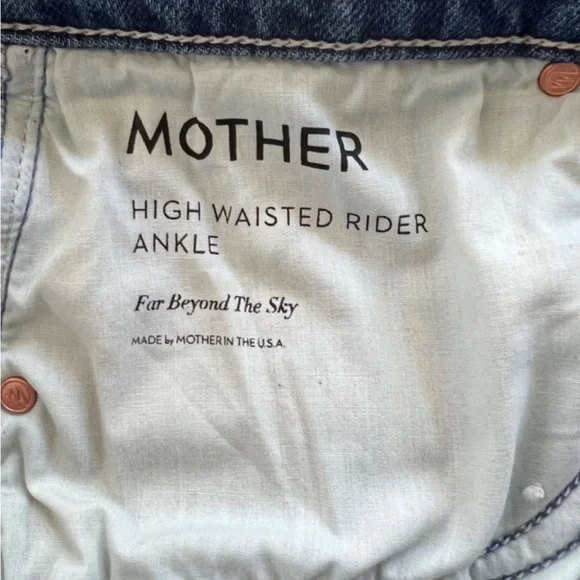 MOTHER
HIGH WAISTED RIDER
ANKLE
Far Beyond The Sky
MADE by MOTHER IN THE U.S.A.